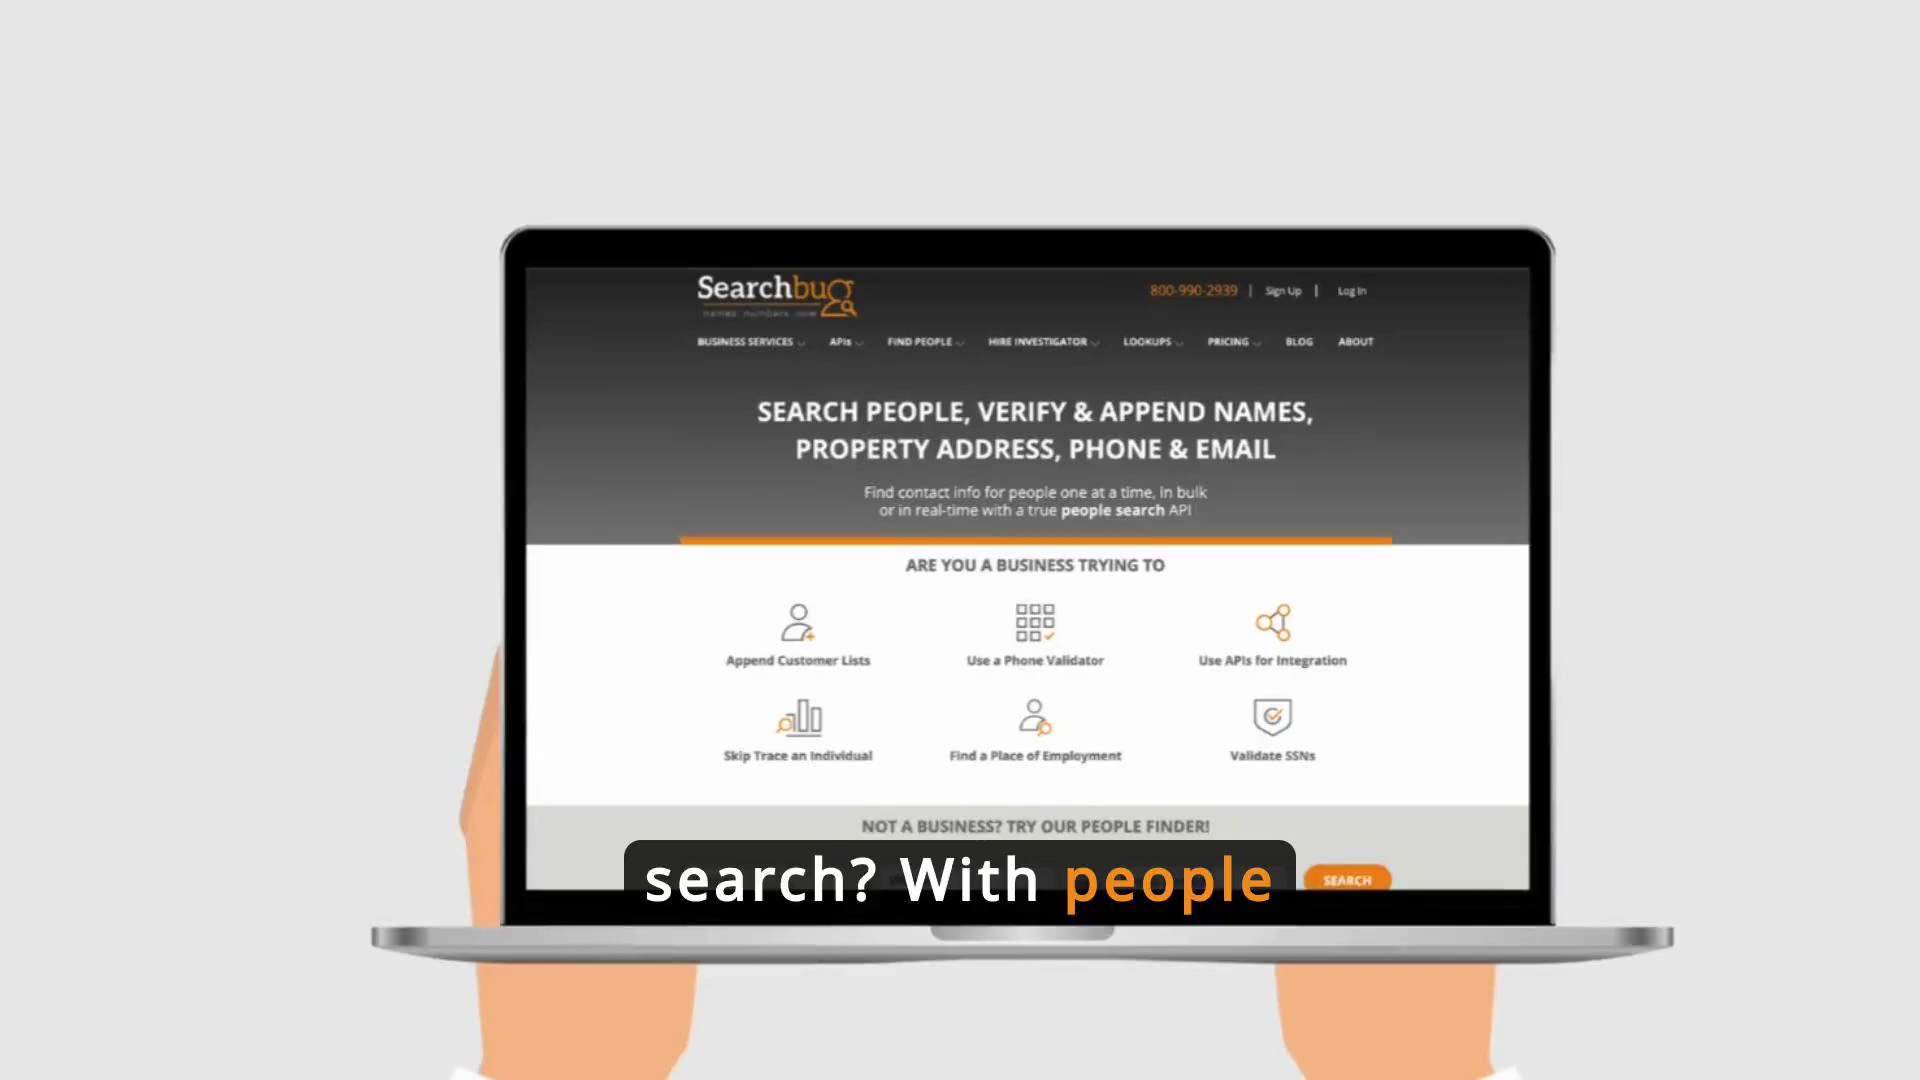 Searchbug
800-990-2939 | Sign Up | Log In
BUSINESS SERVICES APIs FIND PEOPLE HIRE INVESTIGATOR LOOKUPS PRICING BLOG ABOUT
SEARCH PEOPLE, VERIFY & APPEND NAMES,
PROPERTY ADDRESS, PHONE & EMAIL
Find contact info for people one at a time, in bulk
or in real-time with a true people search API
ARE YOU A BUSINESS TRYING TO
Append Customer Lists Use a Phone Validator Use APIs for Integration
Skip Trace an Individual Find a Place of Employment Validate SSNs
NOT A BUSINESS? TRY OUR PEOPLE FINDER!
SEARCH
search? With people